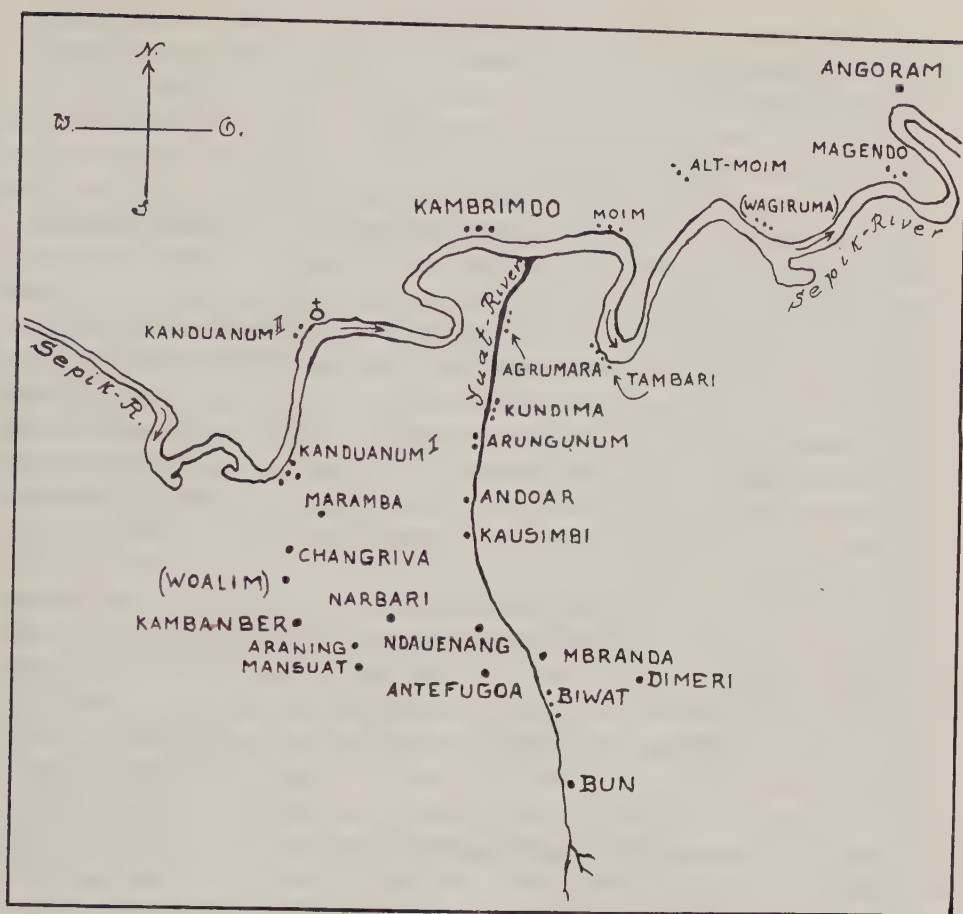 N.
W.
O.
S.
ANGORAM
MAGENDO
ALT-MOIM
(WAGIRUMA)
Sepik-River
KAMBRIMDO
MOIM
Yuat-River
KANDUANUM II
Sepik-R.
AGRUMARA
TAMBARI
KUNDIMA
ARUNGUNUM
KANDUANUM I
MARAMBA
ANDOAR
KAUSIMBI
CHANGRIVA
(WOALIM)
NARBARI
KAMBANBER
ARANING
NDAUENANG
MANSUAT
MBRANDA
ANTEFUGOA
DIMERI
BIWAT
BUN